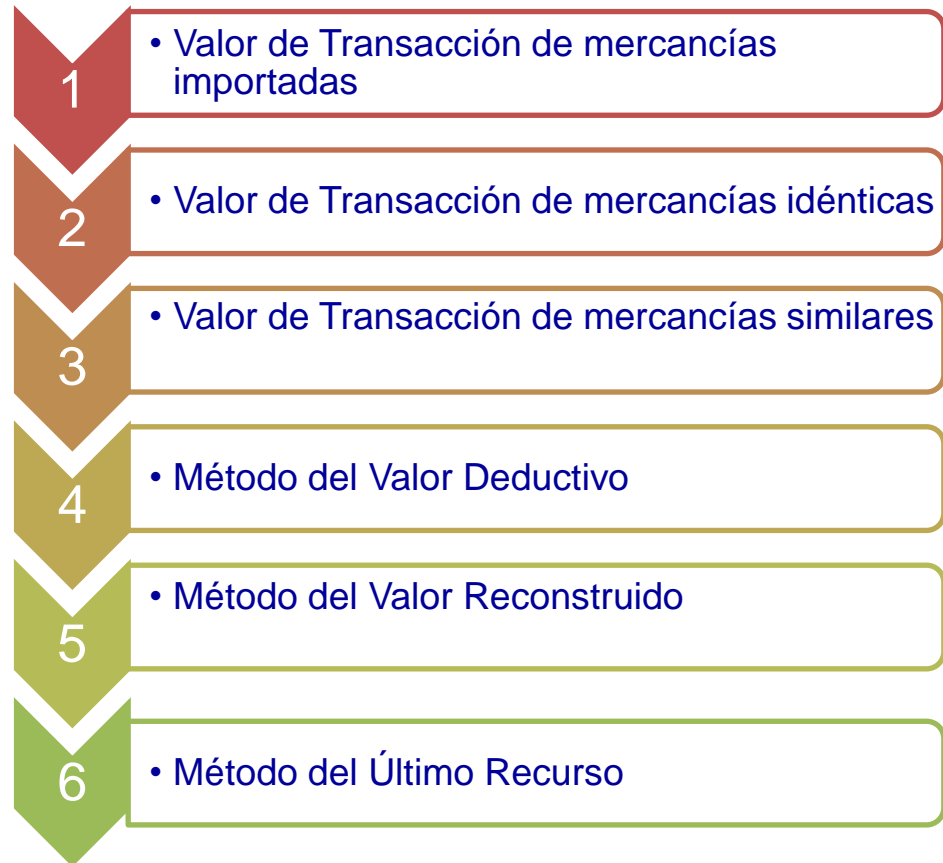 1
• Valor de Transacción de mercancías
importadas
2
• Valor de Transacción de mercancías idénticas
3
• Valor de Transacción de mercancías similares
4
• Método del Valor Deductivo
5
• Método del Valor Reconstruido
6
• Método del Último Recurso